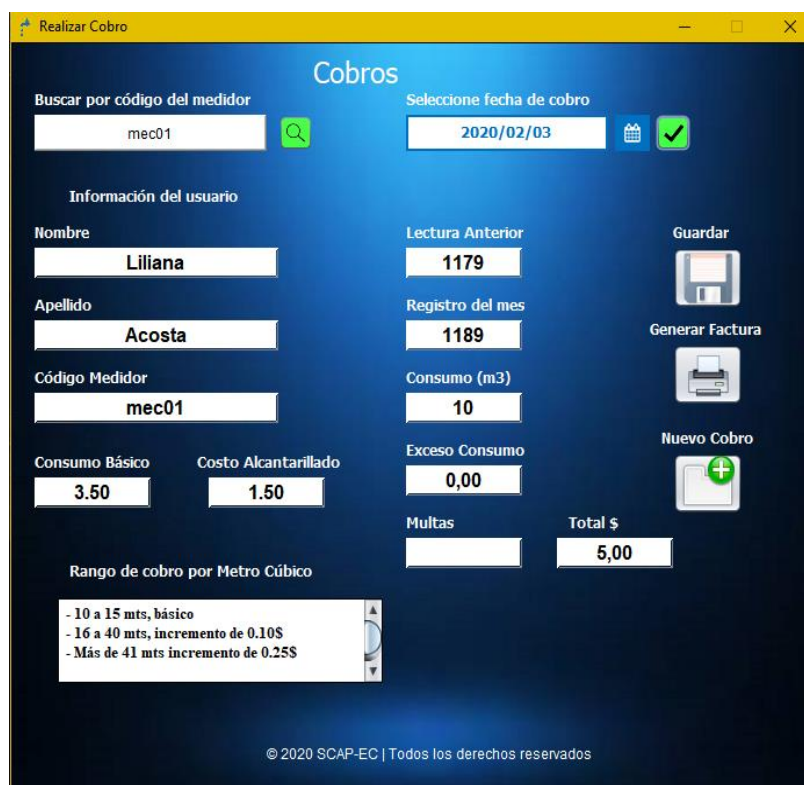 Realizar Cobro
Cobros
Buscar por código del medidor
mec01
Seleccione fecha de cobro
2020/02/03
Información del usuario
Nombre
Liliana
Apellido
Acosta
Código Medidor
mec01
Consumo Básico
3.50
Costo Alcantarillado
1.50
Lectura Anterior
1179
Registro del mes
1189
Consumo (m3)
10
Exceso Consumo
0,00
Multas
Total $
5,00
Guardar
Generar Factura
Nuevo Cobro
Rango de cobro por Metro Cúbico
- 10 a 15 mts, básico
- 16 a 40 mts, incremento de 0.10$
- Más de 41 mts incremento de 0.25$
© 2020 SCAP-EC | Todos los derechos reservados